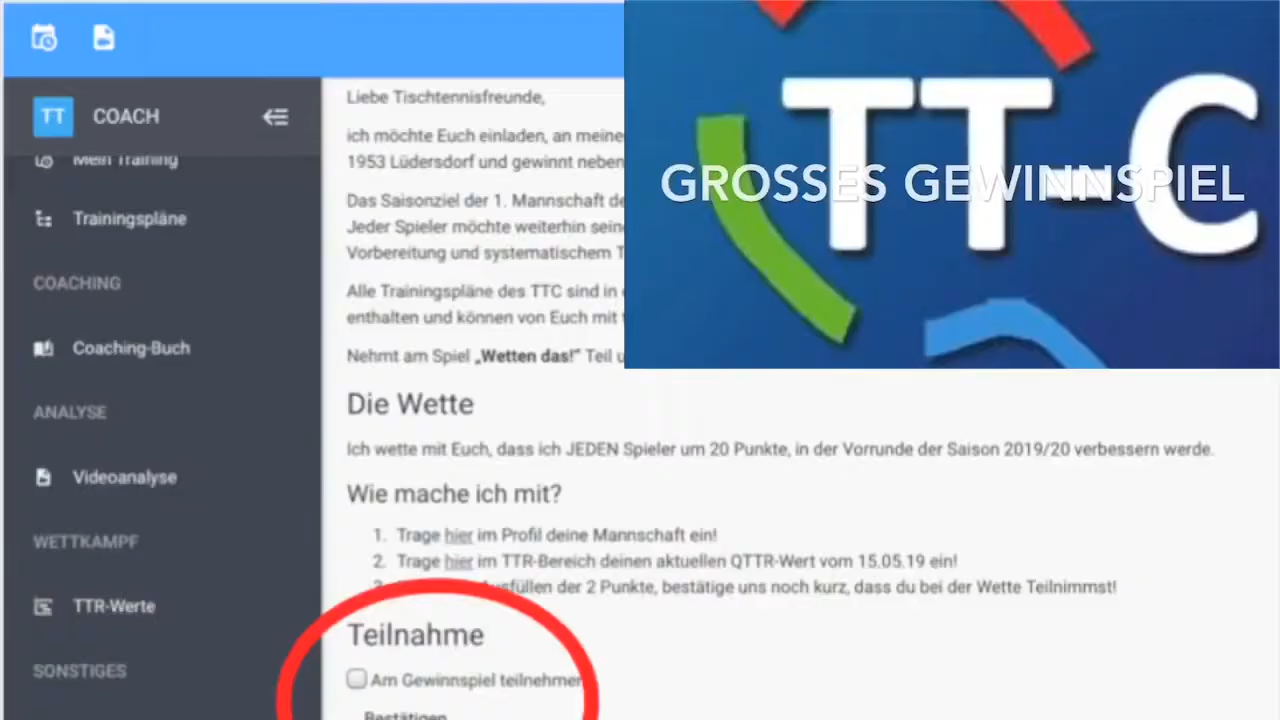 TT COACH
Mein Training
Trainingspläne
COACHING
Coaching-Buch
ANALYSE
Videoanalyse
WETTKAMPF
TTR-Werte
SONSTIGES
Liebe Tischtennisfreunde,
ich möchte Euch einladen, an meine
1953 Lüdersdorf und gewinnt neben
Das Saisonziel der 1. Mannschaft de
Jeder Spieler möchte weiterhin sein
Vorbereitung und systematischem T
Alle Trainingspläne des TTC sind in
enthalten und können von Euch mit
Nehmt am Spiel „Wetten das!“ Teil u
TT-C
GROSSES GEWINNSPIEL
Die Wette
Ich wette mit Euch, dass ich JEDEN Spieler um 20 Punkte, in der Vorrunde der Saison 2019/20 verbessern werde.
Wie mache ich mit?
1. Trage hier im Profil deine Mannschaft ein!
2. Trage hier im TTR-Bereich deinen aktuellen QTTR-Wert vom 15.05.19 ein!
usfüllen der 2 Punkte, bestätige uns noch kurz, dass du bei der Wette Teilnimmst!
Teilnahme
Am Gewinnspiel teilnehmen
Bestätigen